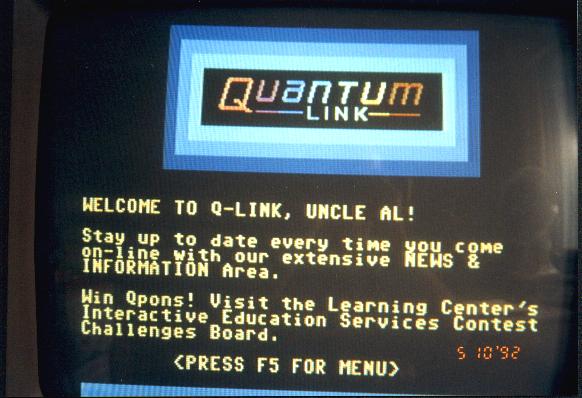 QUANTUM
LINK
WELCOME TO Q-LINK, UNCLE AL!
Stay up to date every time you come
on-line with our extensive NEWS &
INFORMATION Area.
Win Qpons! Visit the Learning Center's
Interactive Education Services Contest
Challenges Board.
<PRESS F5 FOR MENU>
5 10'92